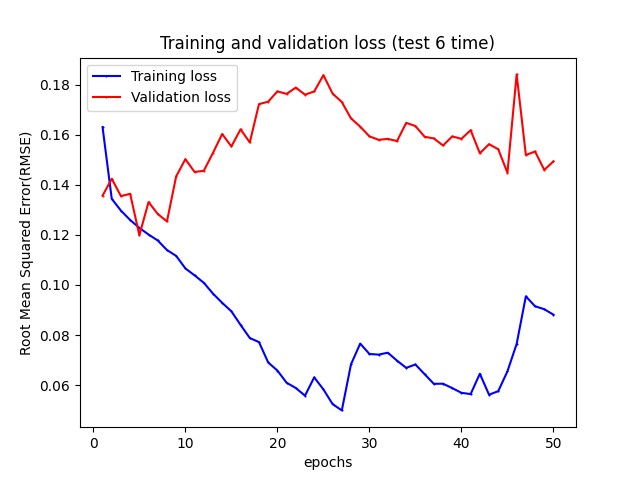 Training and validation loss (test 6 time)
Training loss
Validation loss
Root Mean Squared Error(RMSE)
0.18
0.16
0.14
0.12
0.10
0.08
0.06
0 10 20 30 40 50
epochs